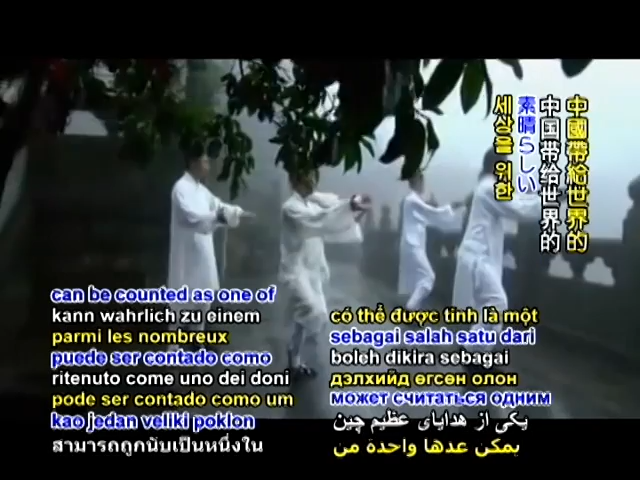 中國帶給世界的
中国带给世界的
素晴らしい
세상을 위한
can be counted as one of
kann wahrlich zu einem
parmi les nombreux
puede ser contado como
ritenuto come uno dei doni
pode ser contado como um
kao jedan veliki poklon
สามารถถูกนับเป็นหนึ่งใน
có thể được tính là một
sebagai salah satu dari
boleh dikira sebagai
дэлхийд өгсөн олон
может считаться одним
یکی از هدایای عظیم چین
يمكن عدها واحدة من